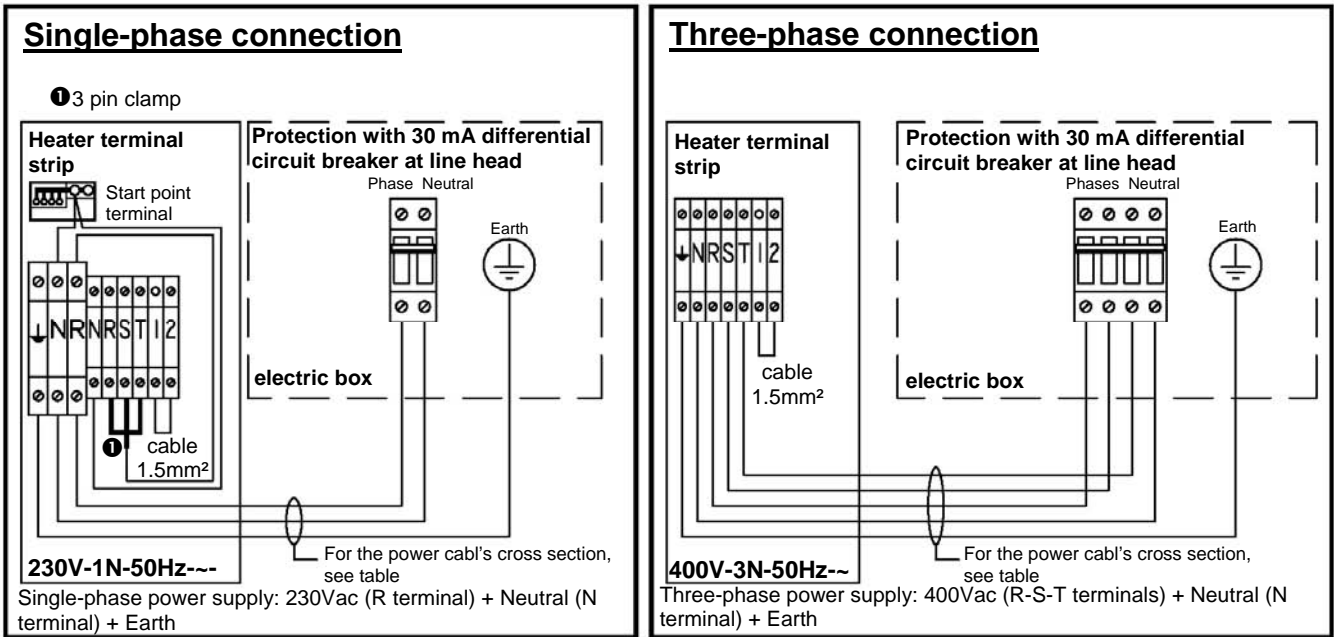 Single-phase connection
❶3 pin clamp
Heater terminal
strip
Start point
terminal
N R N R S T 1 2
❶
cable
1.5mm²
230V-1N-50Hz-~-
Protection with 30 mA differential
circuit breaker at line head
Phase Neutral
Earth
electric box
For the power cabl's cross section,
see table
Single-phase power supply: 230Vac (R terminal) + Neutral (N
terminal) + Earth
Three-phase connection
Heater terminal
strip
N R S T 1 2
cable
1.5mm²
400V-3N-50Hz-~
Protection with 30 mA differential
circuit breaker at line head
Phases Neutral
Earth
electric box
For the power cabl's cross section,
see table
Three-phase power supply: 400Vac (R-S-T terminals) + Neutral (N
terminal) + Earth